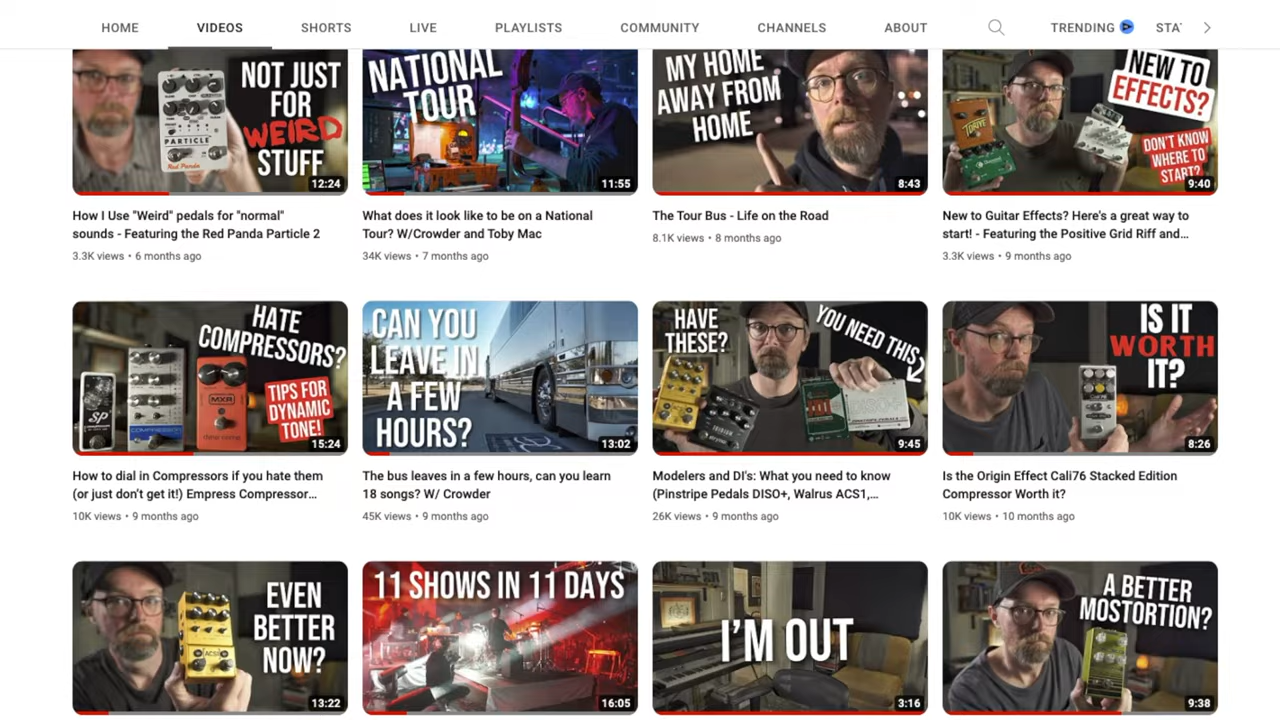 HOME VIDEOS SHORTS LIVE PLAYLISTS COMMUNITY CHANNELS ABOUT TRENDING STA
NOT JUST
FOR
WEIRD
STUFF
PARTICLE
Red Panda
12:24
NATIONAL
TOUR
11:55
MY HOME
AWAY FROM
HOME
8:43
NEW TO
EFFECTS?
DON'T KNOW
WHERE TO
START?
DRIVE
9:40
How I Use "Weird" pedals for "normal"
sounds - Featuring the Red Panda Particle 2
3.3K views • 6 months ago
What does it look like to be on a National
Tour? W/Crowder and Toby Mac
34K views • 7 months ago
The Tour Bus - Life on the Road
8.1K views • 8 months ago
New to Guitar Effects? Here's a great way to
start! - Featuring the Positive Grid Riff and...
3.3K views • 9 months ago
HATE
COMPRESSORS?
TIPS FOR
DYNAMIC
TONE!
SP
COMPRESSOR
MXR
dyna comp
15:24
CAN YOU
LEAVE IN
A FEW
HOURS?
13:02
HAVE
THESE?
YOU NEED THIS
IRIDIUM
9:45
IS IT
WORTH
IT?
8:26
How to dial in Compressors if you hate them
(or just don't get it!) Empress Compressor...
10K views • 9 months ago
The bus leaves in a few hours, can you learn
18 songs? W/ Crowder
45K views • 9 months ago
Modelers and DI's: What you need to know
(Pinstripe Pedals DISO+, Walrus ACS1,...
26K views • 9 months ago
Is the Origin Effect Cali76 Stacked Edition
Compressor Worth it?
10K views • 10 months ago
EVEN
BETTER
NOW?
ACS1
13:22
11 SHOWS IN 11 DAYS
16:05
I'M OUT
3:16
A BETTER
MOSTORTION?
9:38